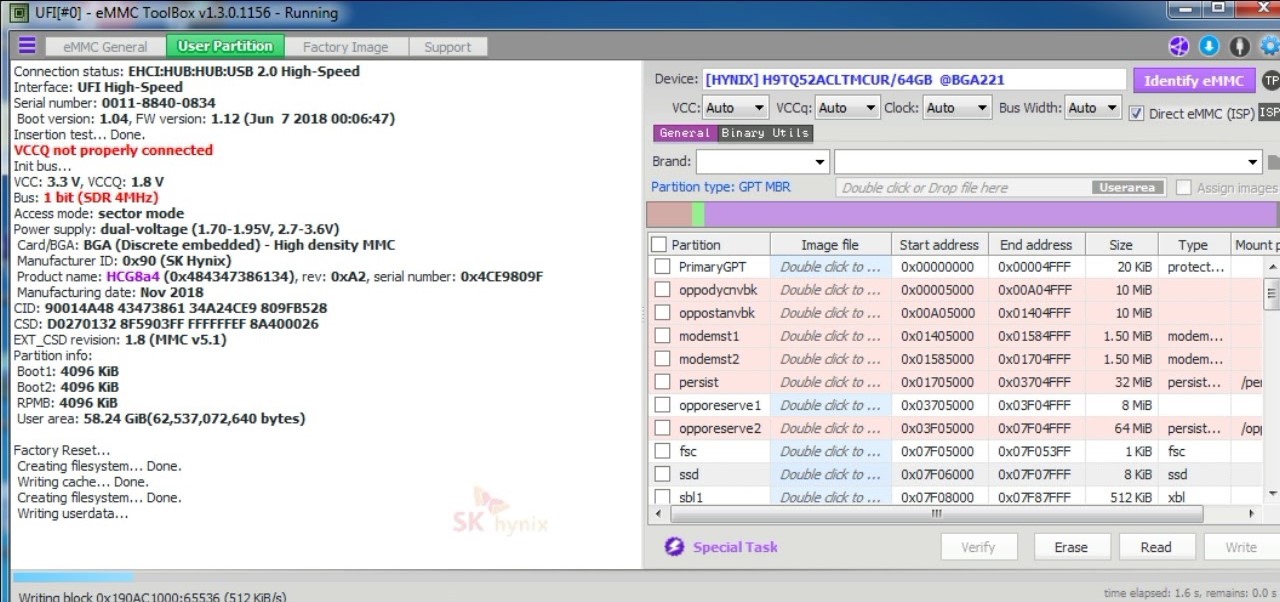 UFI[#0] - eMMC ToolBox v1.3.0.1156 - Running
eMMC General User Partition Factory Image Support
Connection status: EHCI:HUB:HUB:USB 2.0 High-Speed
Interface: UFI High-Speed
Serial number: 0011-8840-0834
Boot version: 1.04, FW version: 1.12 (Jun 7 2018 00:06:47)
Insertion test... Done.
VCCQ not properly connected
Init bus...
VCC: 3.3 V, VCCQ: 1.8 V
Bus: 1 bit (SDR 4MHz)
Access mode: sector mode
Power supply: dual-voltage (1.70-1.95V, 2.7-3.6V)
Card/BGA: BGA (Discrete embedded) - High density MMC
Manufacturer ID: 0x90 (SK Hynix)
Product name: HCG8a4 (0x484347386134), rev: 0xA2, serial number: 0x4CE9809F
Manufacturing date: Nov 2018
CID: 90014A48 43473861 34A24CE9 809FB528
CSD: D0270132 8F5903FF FFFFFFEF 8A400026
EXT_CSD revision: 1.8 (MMC v5.1)
Partition info:
Boot1: 4096 KiB
Boot2: 4096 KiB
RPMB: 4096 KiB
User area: 58.24 GiB(62,537,072,640 bytes)
Factory Reset...
Creating filesystem... Done.
Writing cache... Done.
Creating filesystem... Done.
Writing userdata...
SK hynix
Device: [HYNIX] H9TQ52ACLTMCUR/64GB @BGA221 Identify eMMC TP
VCC: Auto VCCq: Auto Clock: Auto Bus Width: Auto Direct eMMC (ISP) ISP
General Binary Utils
Brand:
Partition type: GPT MBR Double click or Drop file here Userarea Assign images
Partition Image file Start address End address Size Type Mount p
PrimaryGPT Double click to ... 0x00000000 0x00004FFF 20 KiB protect...
oppodycnvbk Double click to ... 0x00005000 0x00A04FFF 10 MiB
oppostanvbk Double click to ... 0x00A05000 0x01404FFF 10 MiB
modemst1 Double click to ... 0x01405000 0x01584FFF 1.50 MiB modem...
modemst2 Double click to ... 0x01585000 0x01704FFF 1.50 MiB modem...
persist Double click to ... 0x01705000 0x03704FFF 32 MiB persist... /per
opporeserve1 Double click to ... 0x03705000 0x03F04FFF 8 MiB
opporeserve2 Double click to ... 0x03F05000 0x07F04FFF 64 MiB persist... /op
fsc Double click to ... 0x07F05000 0x07F053FF 1 KiB fsc
ssd Double click to ... 0x07F06000 0x07F07FFF 8 KiB ssd
sbl1 Double click to ... 0x07F08000 0x07F87FFF 512 KiB xbl
Special Task Verify Erase Read Write
Writing block 0x190AC1000:65536 (512 KiB/s)
time elapsed: 1.6 s, remains: 0.0 s